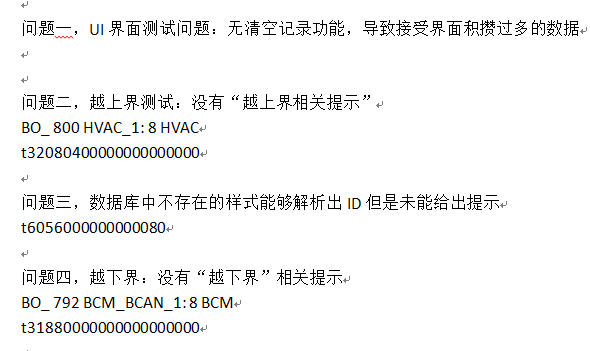 问题一，UI 界面测试问题：无清空记录功能，导致接受界面积攒过多的数据
问题二，越上界测试：没有“越上界相关提示”
BO_ 800 HVAC_1: 8 HVAC
t32080400000000000000
问题三，数据库中不存在的样式能够解析出 ID 但是未能给出提示
t6056000000000080
问题四，越下界：没有“越下界”相关提示
BO_ 792 BCM_BCAN_1: 8 BCM
t31880000000000000000